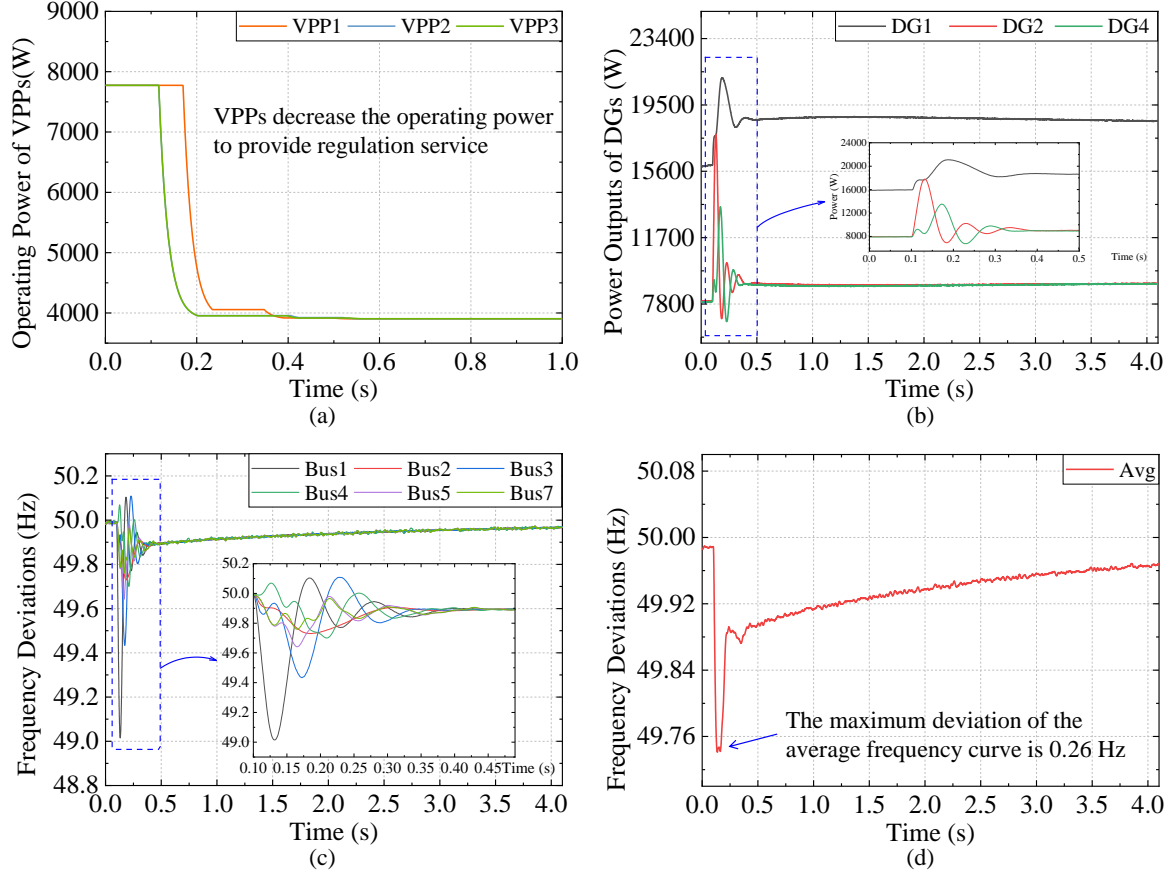 VPP1 VPP2 VPP3
8000
7000
6000
5000
4000
Operating Power of VPPs(W)
VPPs decrease the operating power
to provide regulation service
0.0 0.2 0.4 0.6 0.8 1.0
Time (s)
(a)
DG1 DG2 DG4
23400
19500
15600
11700
7800
Power Outputs of DGs (W)
24000
20000
16000
12000
8000
Power (W)
0.0 0.1 0.2 0.3 0.4 0.5
Time (s)
0.0 0.5 1.0 1.5 2.0 2.5 3.0 3.5 4.0
Time (s)
(b)
Bus1 Bus2 Bus3
Bus4 Bus5 Bus7
50.2
50.0
49.8
49.6
49.4
49.2
49.0
48.8
Frequency Deviations (Hz)
50.2
50.0
49.8
49.6
49.4
49.2
49.0
0.10 0.15 0.20 0.25 0.30 0.35 0.40 0.45 Time (s)
0.0 0.5 1.0 1.5 2.0 2.5 3.0 3.5 4.0
Time (s)
(c)
Avg
50.08
50.00
49.92
49.84
49.76
Frequency Deviations (Hz)
The maximum deviation of the
average frequency curve is 0.26 Hz
0.0 0.5 1.0 1.5 2.0 2.5 3.0 3.5 4.0
Time (s)
(d)